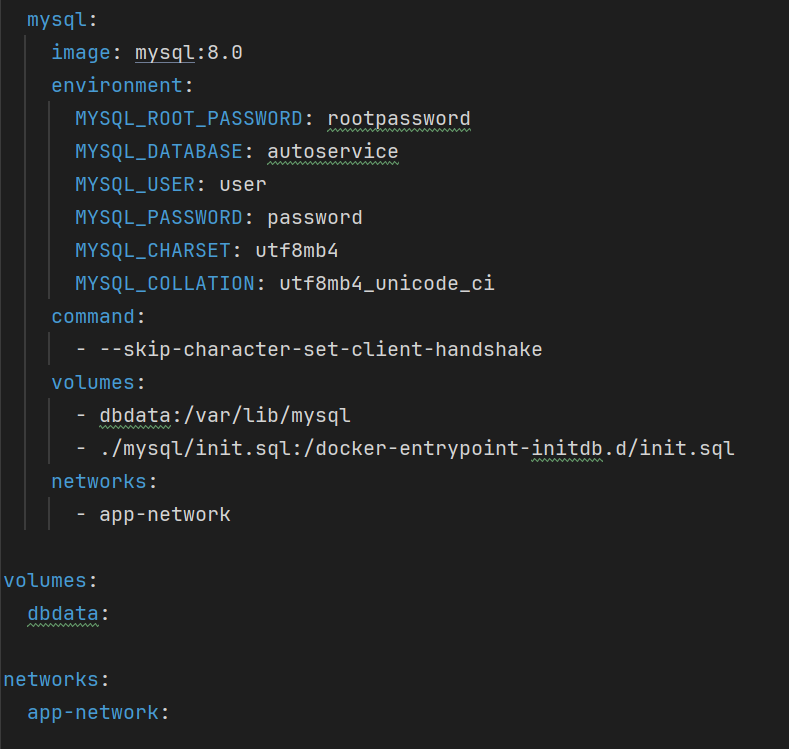 mysql:
image: mysql:8.0
environment:
MYSQL_ROOT_PASSWORD: rootpassword
MYSQL_DATABASE: autoservice
MYSQL_USER: user
MYSQL_PASSWORD: password
MYSQL_CHARSET: utf8mb4
MYSQL_COLLATION: utf8mb4_unicode_ci
command:
- --skip-character-set-client-handshake
volumes:
- dbdata:/var/lib/mysql
- ./mysql/init.sql:/docker-entrypoint-initdb.d/init.sql
networks:
- app-network
volumes:
dbdata:
networks:
app-network: